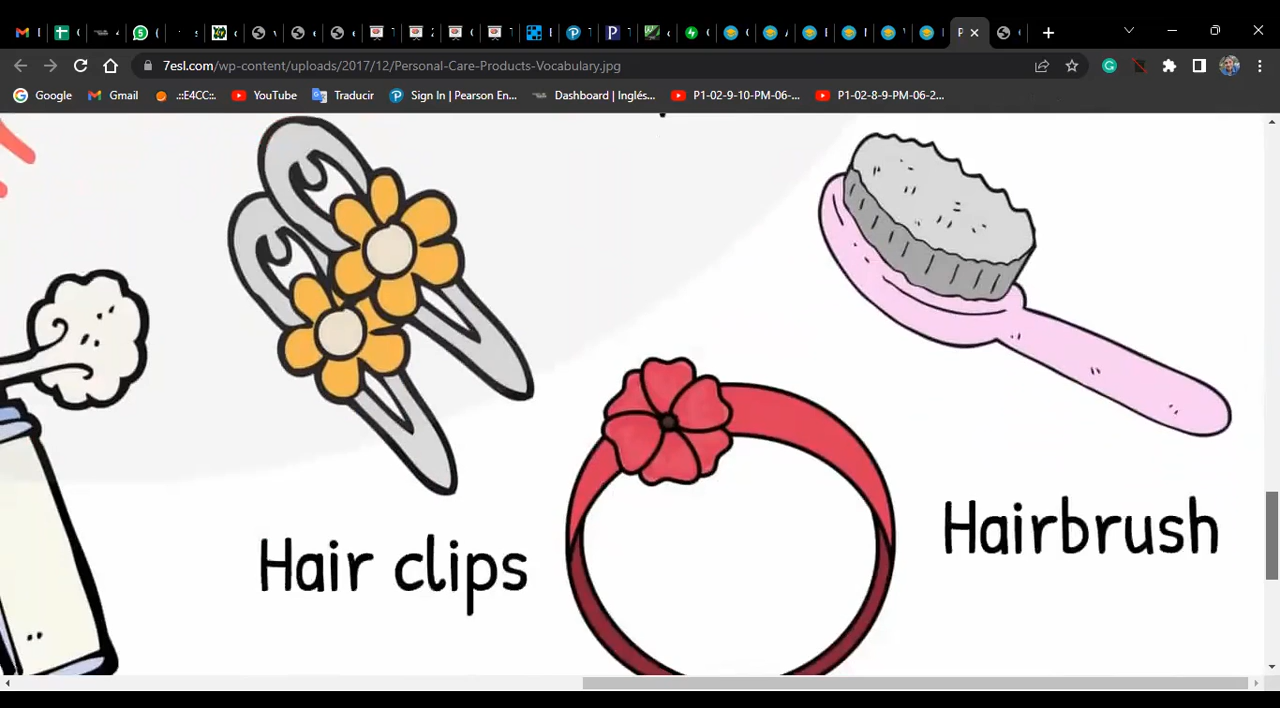 7esl.com/wp-content/uploads/2017/12/Personal-Care-Products-Vocabulary.jpg
Google
Gmail
.::E4CC::.
YouTube
Traducir
Sign In | Pearson En...
Dashboard | Inglés...
P1-02-9-10-PM-06-...
P1-02-8-9-PM-06-2...
Hair clips
Hairbrush